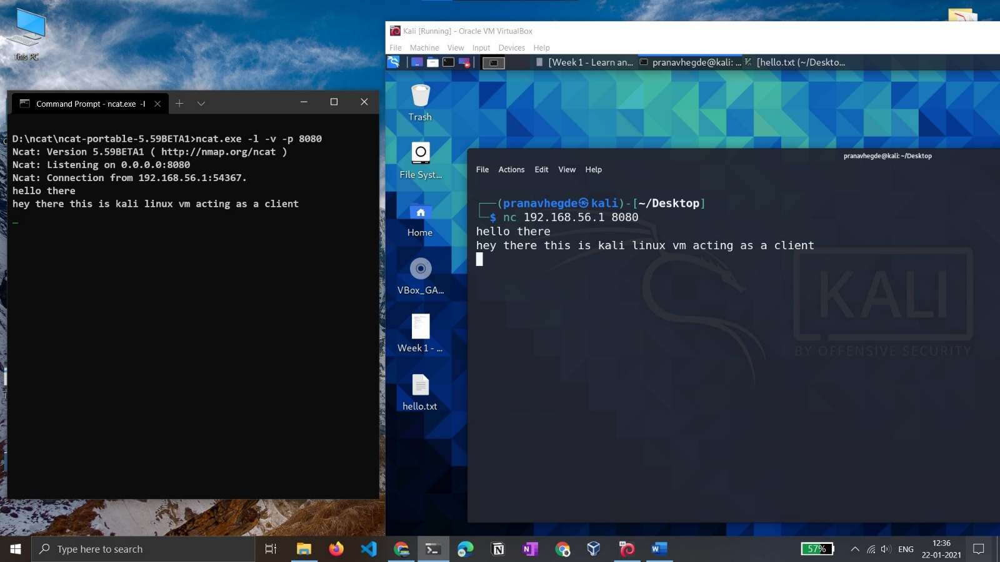 This PC
Command Prompt - ncat.exe -l
D:\ncat\ncat-portable-5.59BETA1>ncat.exe -l -v -p 8080
Ncat: Version 5.59BETA1 ( http://nmap.org/ncat )
Ncat: Listening on 0.0.0.0:8080
Ncat: Connection from 192.168.56.1:54367.
hello there
hey there this is kali linux vm acting as a client
Kali [Running] - Oracle VM VirtualBox
File Machine View Input Devices Help
[Week 1 - Learn an... pranavhegde@kali: ... [hello.txt (~/Deskto...
Trash
File Syst...
Home
VBox_GA...
Week 1 - ...
hello.txt
pranavhegde@kali: ~/Desktop
File Actions Edit View Help
┌──(pranavhegde㉿kali)-[~/Desktop]
└─$ nc 192.168.56.1 8080
hello there
hey there this is kali linux vm acting as a client
KALI
BY OFFENSIVE SECURITY
Type here to search
57%
ENG
12:36
22-01-2021